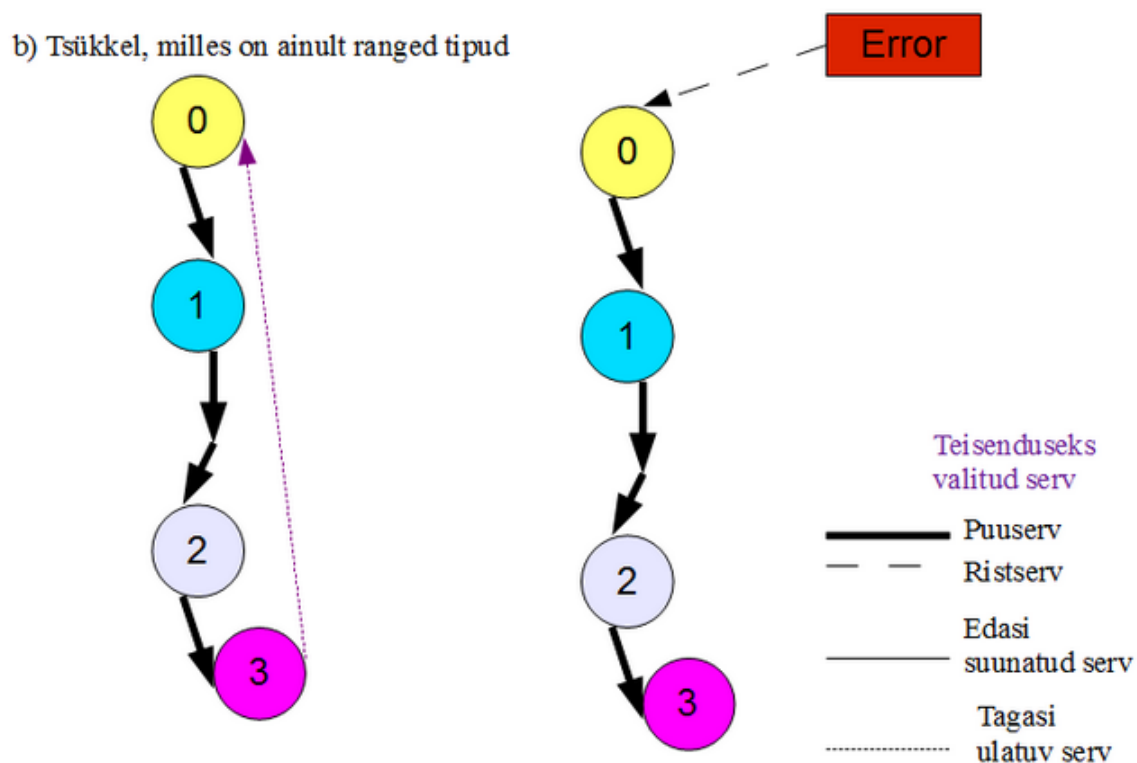 b) Tsükkel, milles on ainult ranged tipud
Error
0
1
2
3
0
1
2
3
Teisenduseks
valitud serv
Puuserv
Ristserv
Edasi
suunatud serv
Tagasi
ulatuv serv